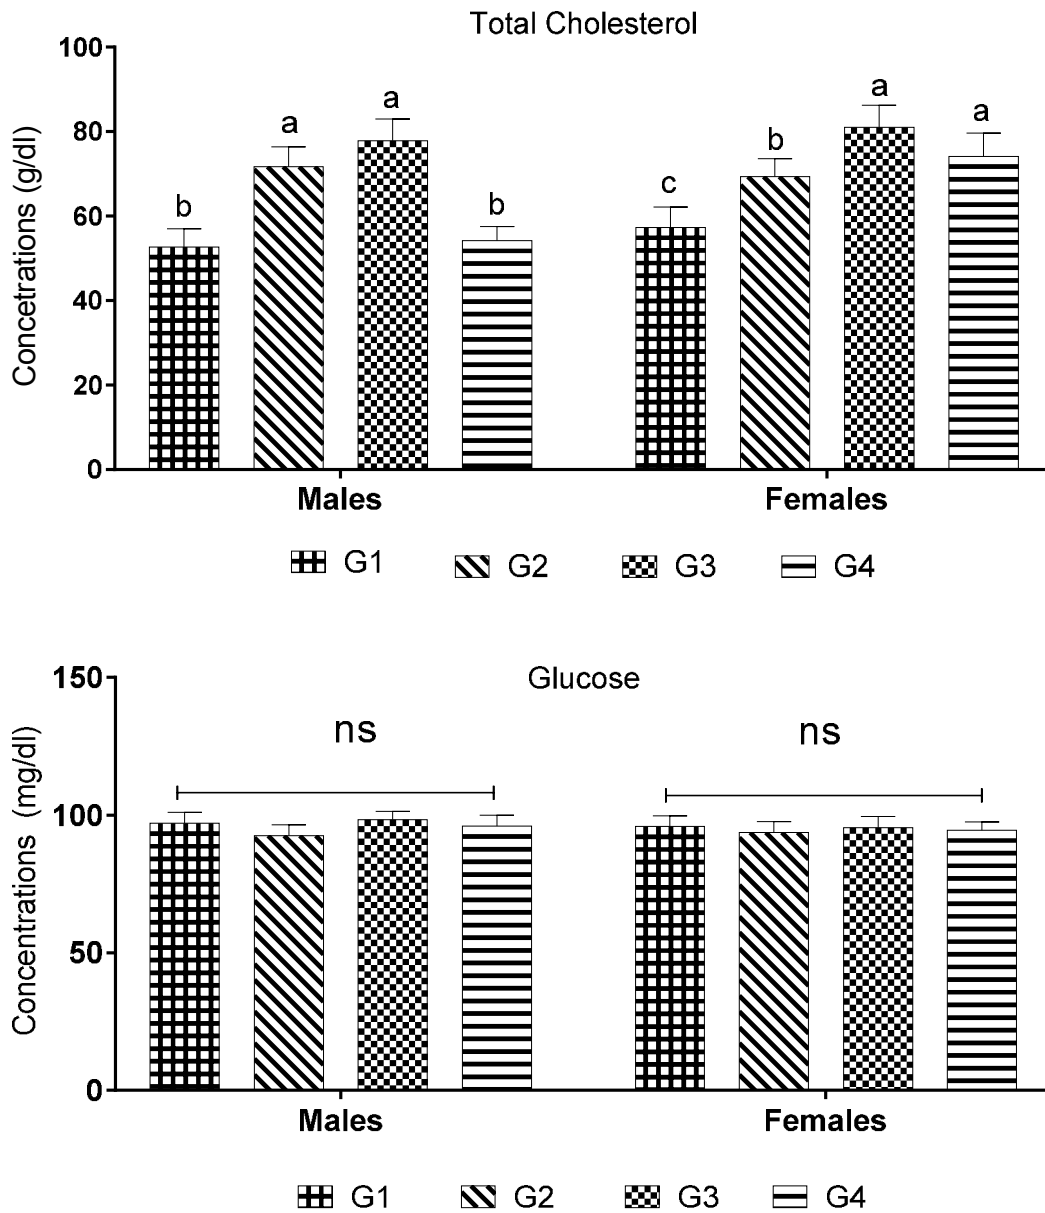 Total Cholesterol
Concetrations (g/dl)
100
80
60
40
20
0
b
a
a
b
c
b
a
a
Males
Females
G1 G2 G3 G4
Glucose
Concentrations (mg/dl)
150
100
50
0
ns
ns
Males
Females
G1 G2 G3 G4